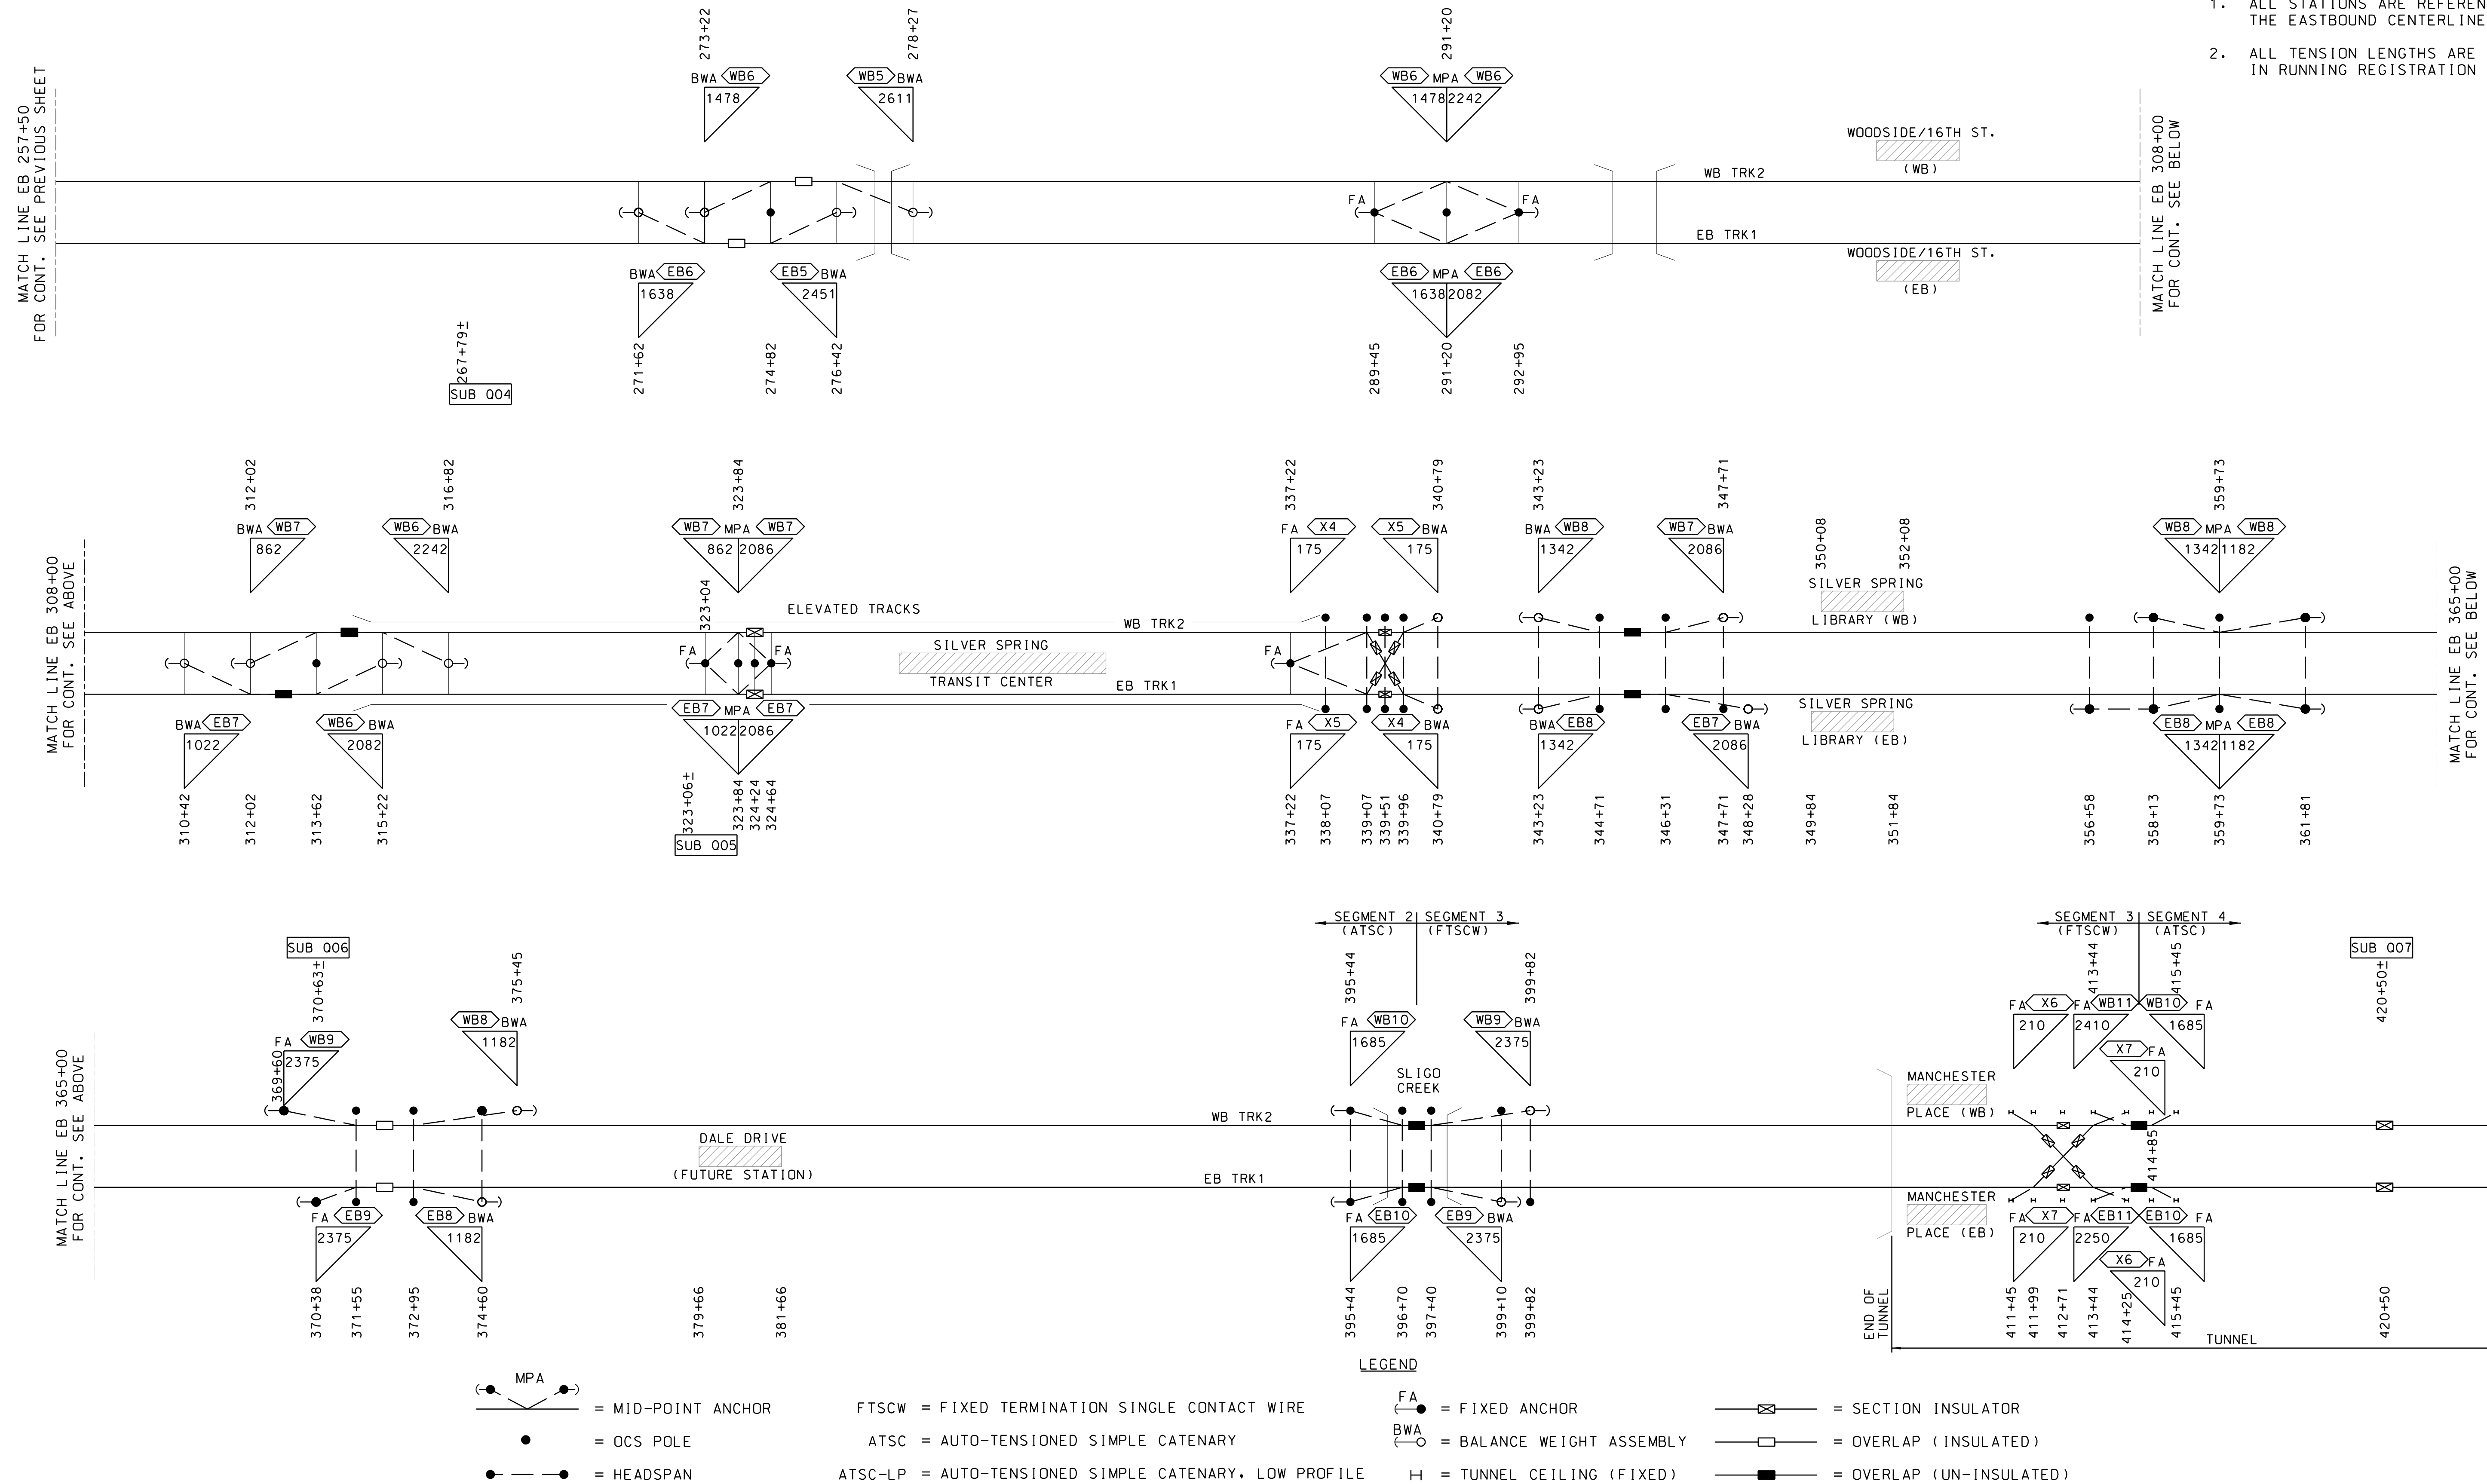 1. ALL STATIONS ARE REFEREN
THE EASTBOUND CENTERLINE
2. ALL TENSION LENGTHS ARE
IN RUNNING REGISTRATION
MATCH LINE EB 257+50
FOR CONT. SEE PREVIOUS SHEET
273+22
278+27
291+20
BWA WB6
1478
WB5 BWA
2611
WB6 MPA WB6
1478 2242
WOODSIDE/16TH ST.
(WB)
WB TRK2
FA
FA
EB TRK1
WOODSIDE/16TH ST.
(EB)
BWA EB6
1638
EB5 BWA
2451
EB6 MPA EB6
1638 2082
MATCH LINE EB 308+00
FOR CONT. SEE BELOW
267+79±
SUB Q04
271+62
274+82
276+42
289+45
291+20
292+95
MATCH LINE EB 308+00
FOR CONT. SEE ABOVE
312+02
316+82
323+84
337+22
340+79
343+23
347+71
350+08
352+08
359+73
BWA WB7
862
WB6 BWA
2242
WB7 MPA WB7
862 2086
FA X4
175
X5 BWA
175
BWA WB8
1342
WB7 BWA
2086
WB8 MPA WB8
1342 1182
SILVER SPRING
LIBRARY (WB)
323+04
ELEVATED TRACKS
WB TRK2
FA
FA
SILVER SPRING
TRANSIT CENTER
EB TRK1
FA
SILVER SPRING
LIBRARY (EB)
BWA EB7
1022
WB6 BWA
2082
EB7 MPA EB7
1022 2086
FA X5
175
X4 BWA
175
BWA EB8
1342
EB7 BWA
2086
EB8 MPA EB8
1342 1182
MATCH LINE EB 365+00
FOR CONT. SEE BELOW
310+42
312+02
313+62
315+22
323+06±
SUB Q05
323+84
324+24
324+64
337+22
338+07
339+07
339+51
339+96
340+79
343+23
344+71
346+31
347+71
348+28
349+84
351+84
356+58
358+13
359+73
361+81
MATCH LINE EB 365+00
FOR CONT. SEE ABOVE
SUB Q06
370+63±
375+45
SEGMENT 2 SEGMENT 3
(ATSC) (FTSCW)
395+44
399+82
SEGMENT 3 SEGMENT 4
(FTSCW) (ATSC)
413+44
415+45
SUB Q07
420+50±
FA WB9
2375
369+60
WB8 BWA
1182
FA WB10
1685
WB9 BWA
2375
SLIGO
CREEK
FA X6
210
FA WB11
2410
WB10 FA
1685
X7 FA
210
MANCHESTER
PLACE (WB)
WB TRK2
DALE DRIVE
(FUTURE STATION)
EB TRK1
414+85
MANCHESTER
PLACE (EB)
FA EB9
2375
EB8 BWA
1182
FA EB10
1685
EB9 BWA
2375
FA X7
210
FA EB11
2250
EB10 FA
1685
X6 FA
210
370+38
371+55
372+95
374+60
379+66
381+66
395+44
396+70
397+40
399+10
399+82
END OF
TUNNEL
411+45
411+99
412+71
413+44
414+25
415+45
420+50
TUNNEL
LEGEND
MPA
= MID-POINT ANCHOR
= OCS POLE
= HEADSPAN
FTSCW = FIXED TERMINATION SINGLE CONTACT WIRE
ATSC = AUTO-TENSIONED SIMPLE CATENARY
ATSC-LP = AUTO-TENSIONED SIMPLE CATENARY, LOW PROFILE
FA
= FIXED ANCHOR
BWA
= BALANCE WEIGHT ASSEMBLY
= TUNNEL CEILING (FIXED)
= SECTION INSULATOR
= OVERLAP (INSULATED)
= OVERLAP (UN-INSULATED)